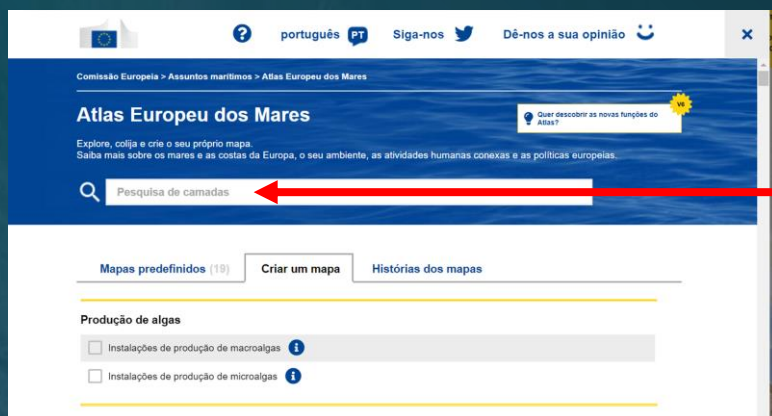 ? português PT Siga-nos Dê-nos a sua opinião ×
Comissão Europeia > Assuntos marítimos > Atlas Europeu dos Mares
Atlas Europeu dos Mares
V6
Quer descobrir as novas funções do
Atlas?
Explore, colija e crie o seu próprio mapa.
Saiba mais sobre os mares e as costas da Europa, o seu ambiente, as atividades humanas conexas e as políticas europeias.
Pesquisa de camadas
Mapas predefinidos (19) Criar um mapa Histórias dos mapas
Produção de algas
Instalações de produção de macroalgas i
Instalações de produção de microalgas i